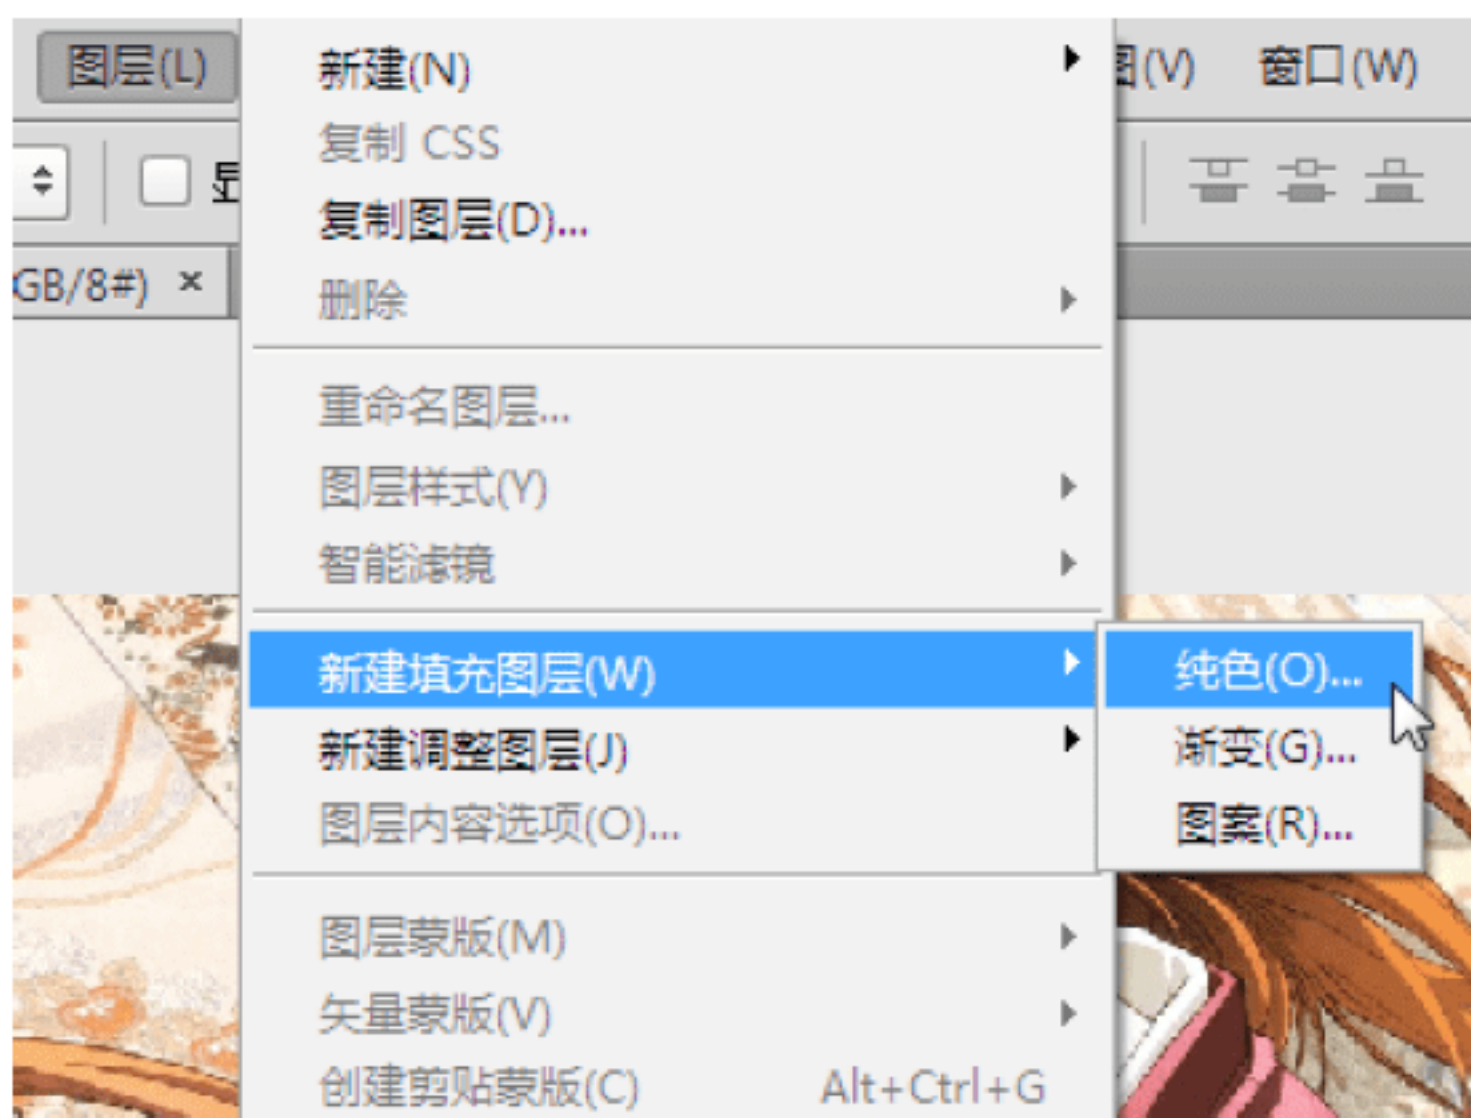 图层(L)
新建(N)
图(V) 窗口(W)
复制 CSS
显
复制图层(D)...
GB/8#) ×
删除
重命名图层...
图层样式(Y)
智能滤镜
新建填充图层(W)
纯色(O)...
新建调整图层(J)
渐变(G)...
图层内容选项(O)...
图案(R)...
图层蒙版(M)
矢量蒙版(V)
创建剪贴蒙版(C) Alt+Ctrl+G